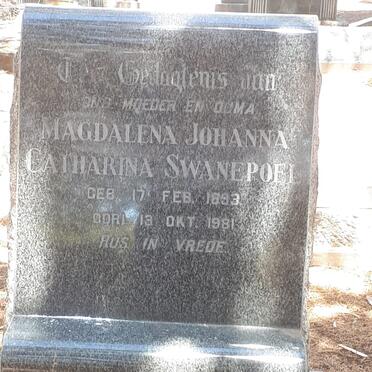 Ter Gedagtenis aan
ONS MOEDER EN OUMA
MAGDALENA JOHANNA
CATHARINA SWANEPOEL
GEB. 17 FEB. 1893
OORL. 13 OKT. 1981
RUS IN VREDE